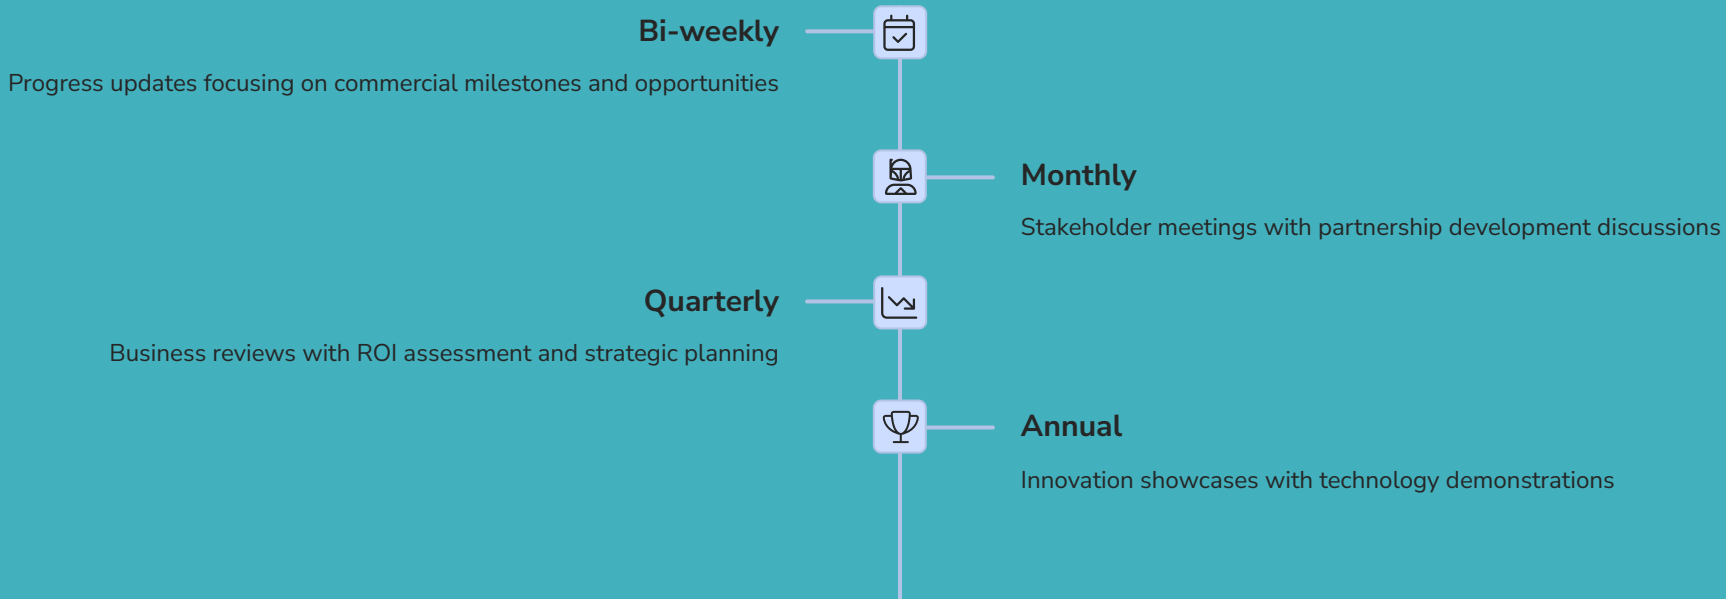 Bi-weekly
Progress updates focusing on commercial milestones and opportunities
Monthly
Stakeholder meetings with partnership development discussions
Quarterly
Business reviews with ROI assessment and strategic planning
Annual
Innovation showcases with technology demonstrations